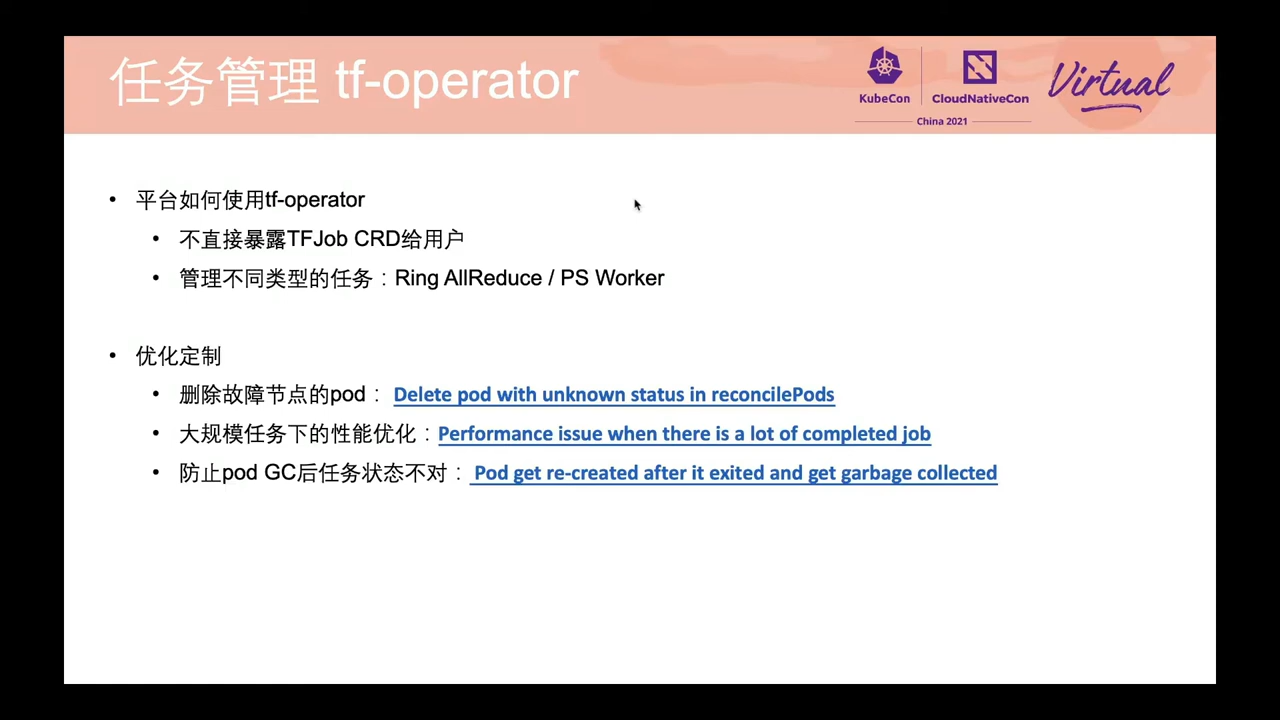 任务管理 tf-operator
KubeCon
CloudNativeCon
Virtual
China 2021
• 平台如何使用tf-operator
• 不直接暴露TFJob CRD给用户
• 管理不同类型的任务：Ring AllReduce / PS Worker
• 优化定制
• 删除故障节点的pod： Delete pod with unknown status in reconcilePods
• 大规模任务下的性能优化：Performance issue when there is a lot of completed job
• 防止pod GC后任务状态不对： Pod get re-created after it exited and get garbage collected